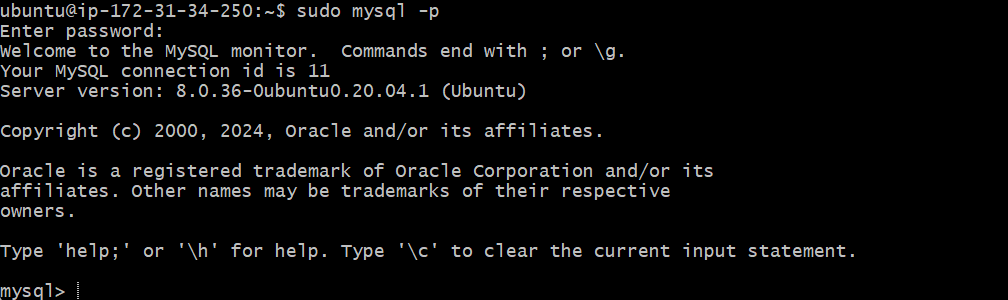 ubuntu@ip-172-31-34-250:~$ sudo mysql -p
Enter password:
Welcome to the MySQL monitor.  Commands end with ; or \g.
Your MySQL connection id is 11
Server version: 8.0.36-0ubuntu0.20.04.1 (Ubuntu)

Copyright (c) 2000, 2024, Oracle and/or its affiliates.

Oracle is a registered trademark of Oracle Corporation and/or its
affiliates. Other names may be trademarks of their respective
owners.

Type 'help;' or '\h' for help. Type '\c' to clear the current input statement.

mysql>